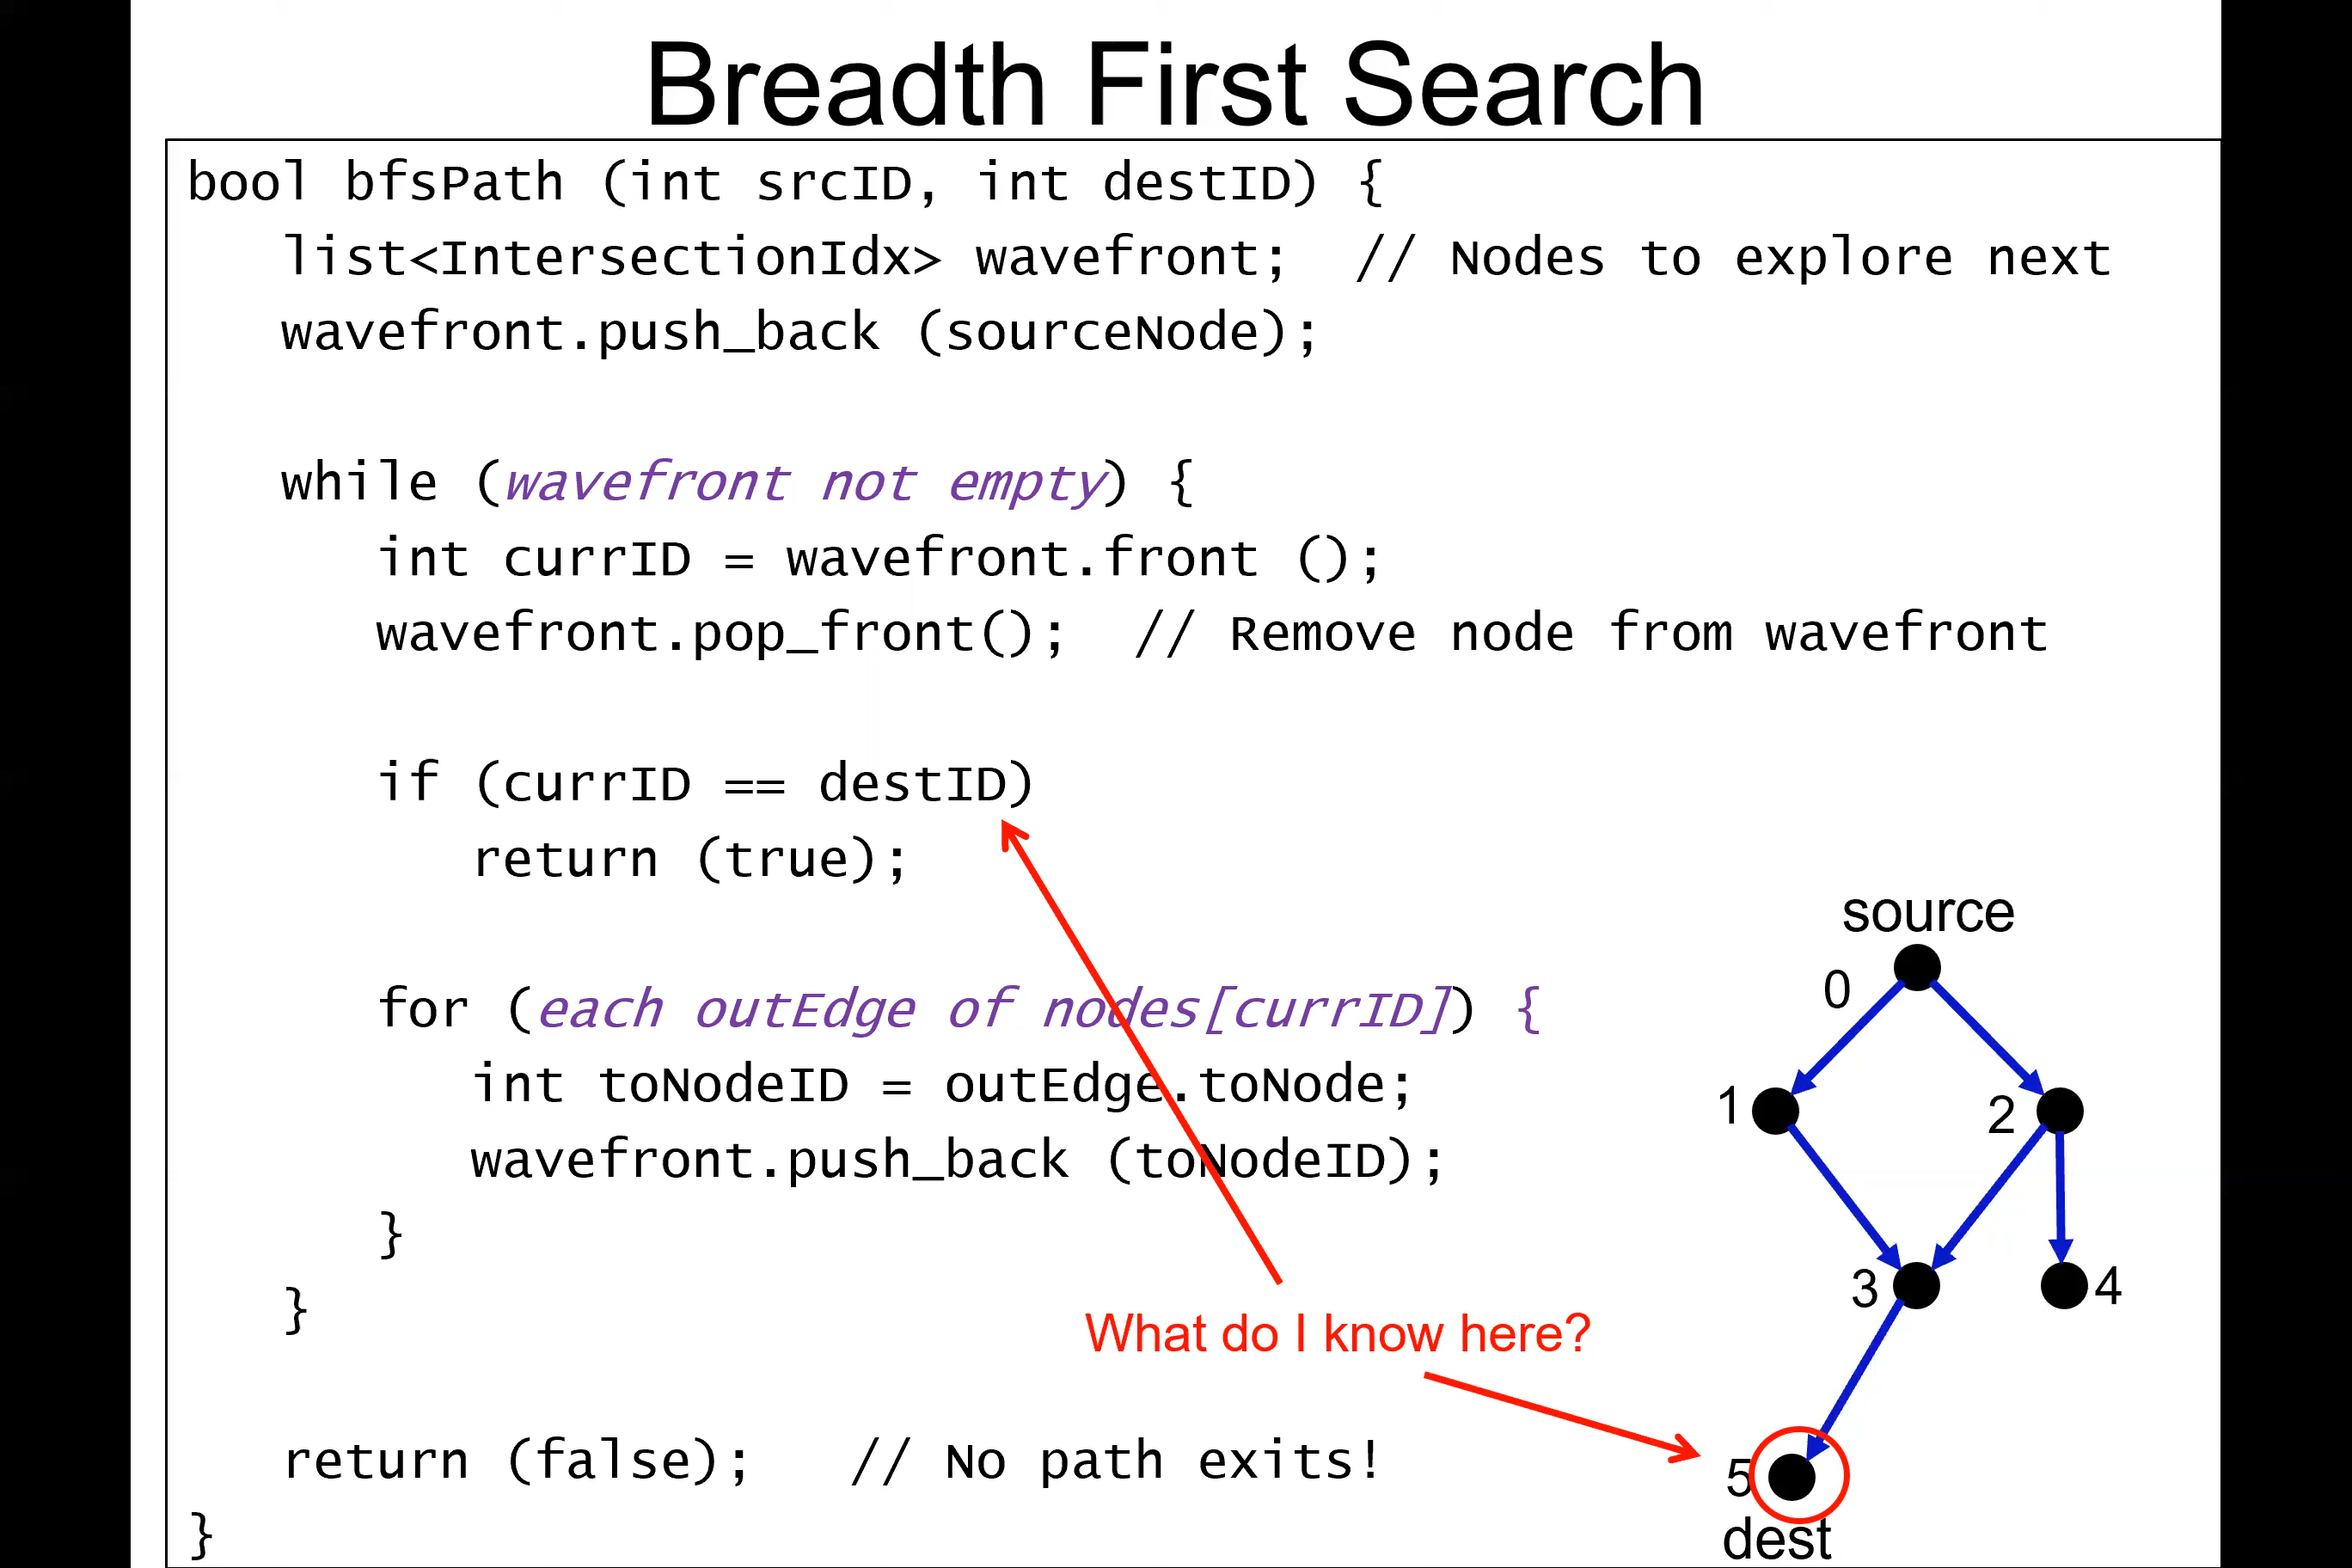 Breadth First Search
bool bfsPath (int srcID, int destID) {
list<IntersectionIdx> wavefront;  // Nodes to explore next
wavefront.push_back (sourceNode);
while (wavefront not empty) {
int currID = wavefront.front ();
wavefront.pop_front();  // Remove node from wavefront
if (currID == destID)
return (true);
for (each outEdge of nodes[currID]) {
int toNodeID = outEdge.toNode;
wavefront.push_back (toNodeID);
}
}
return (false);   // No path exits!
}
What do I know here?
source
0
1
2
3
4
5
dest